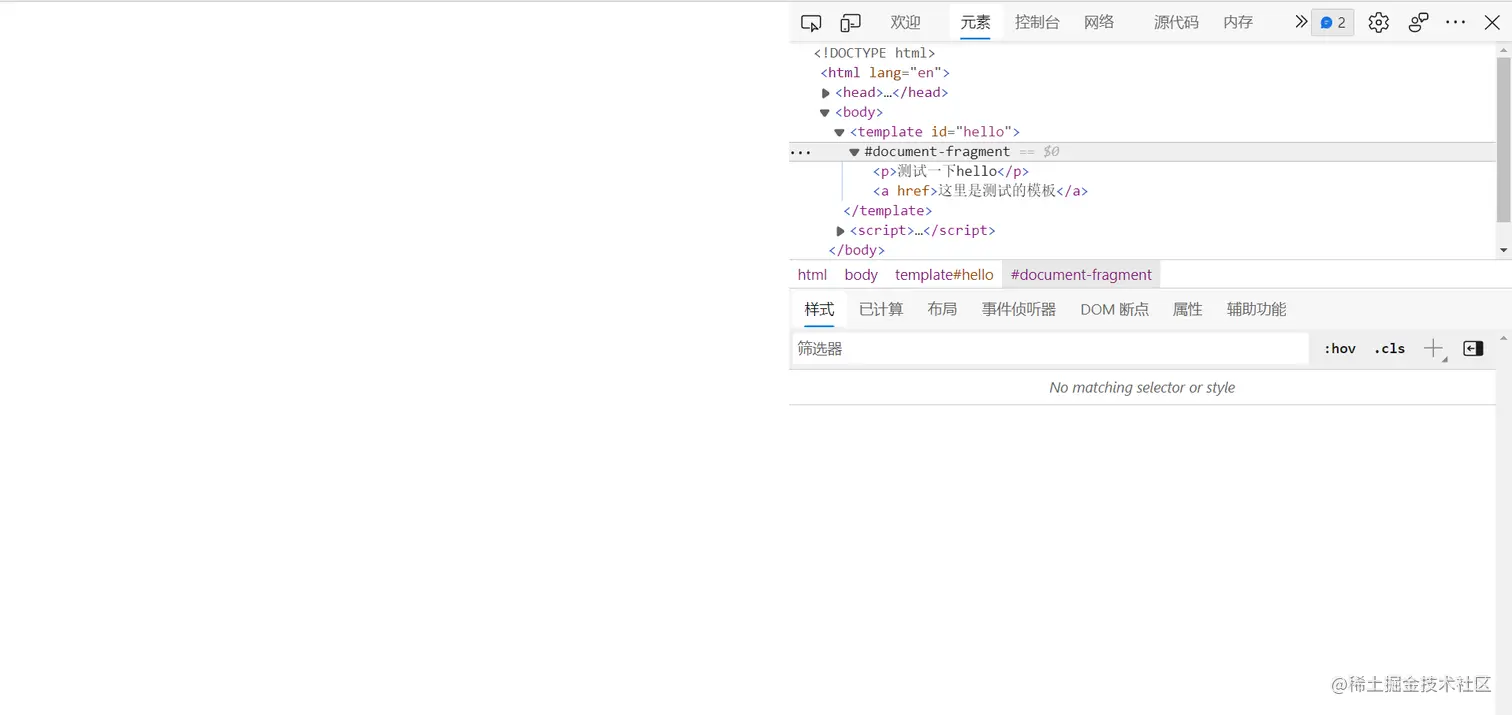 欢迎 元素 控制台 网络 源代码 内存 2
<!DOCTYPE html>
<html lang="en">
<head>…</head>
<body>
<template id="hello">
#document-fragment == $0
<p>测试一下hello</p>
<a href>这里是测试的模板</a>
</template>
<script>…</script>
</body>
html body template#hello #document-fragment
样式 已计算 布局 事件侦听器 DOM 断点 属性 辅助功能
筛选器 :hov .cls
No matching selector or style
@稀土掘金技术社区